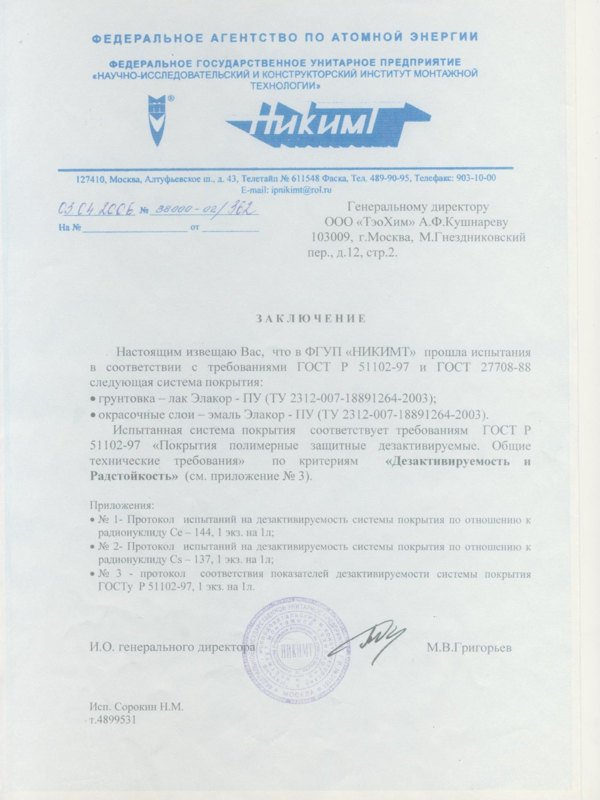 ФЕДЕРАЛЬНОЕ АГЕНТСТВО ПО АТОМНОЙ ЭНЕРГИИ
ФЕДЕРАЛЬНОЕ ГОСУДАРСТВЕННОЕ УНИТАРНОЕ ПРЕДПРИЯТИЕ
«НАУЧНО-ИССЛЕДОВАТЕЛЬСКИЙ И КОНСТРУКТОРСКИЙ ИНСТИТУТ МОНТАЖНОЙ
ТЕХНОЛОГИИ»
® НИКИМТ
127410, Москва, Алтуфьевское ш., д. 43, Телетайп № 611548 Фаска, Тел. 489-90-95, Телефакс: 903-10-00
E-mail: ipnikimt@rol.ru
03.04.2006 № 38000-02/362
На № от
Генеральному директору
ООО «ТэоХим» А.Ф.Кушнареву
103009, г.Москва, М.Гнездниковский
пер., д.12, стр.2.
ЗАКЛЮЧЕНИЕ
Настоящим извещаю Вас, что в ФГУП «НИКИМТ» прошла испытания
в соответствии с требованиями ГОСТ Р 51102-97 и ГОСТ 27708-88
следующая система покрытия:
• грунтовка – лак Элакор - ПУ (ТУ 2312-007-18891264-2003);
• окрасочные слои – эмаль Элакор - ПУ (ТУ 2312-007-18891264-2003).
Испытанная система покрытия соответствует требованиям ГОСТ Р
51102-97 «Покрытия полимерные защитные дезактивируемые. Общие
технические требования» по критериям «Дезактивируемость и
Радстойкость» (см. приложение № 3).
Приложения:
• № 1- Протокол испытаний на дезактивируемость системы покрытия по отношению к
радионуклиду Се – 144, 1 экз. на 1л;
• № 2- Протокол испытаний на дезактивируемость системы покрытия по отношению к
радионуклиду Cs – 137, 1 экз. на 1л;
• № 3 - протокол соответствия показателей дезактивируемости системы покрытия
ГОСТу Р 51102-97, 1 экз. на 1л.
И.О. генерального директора
НИКИМТ
М.В.Григорьев
Исп. Сорокин Н.М.
т.4899531